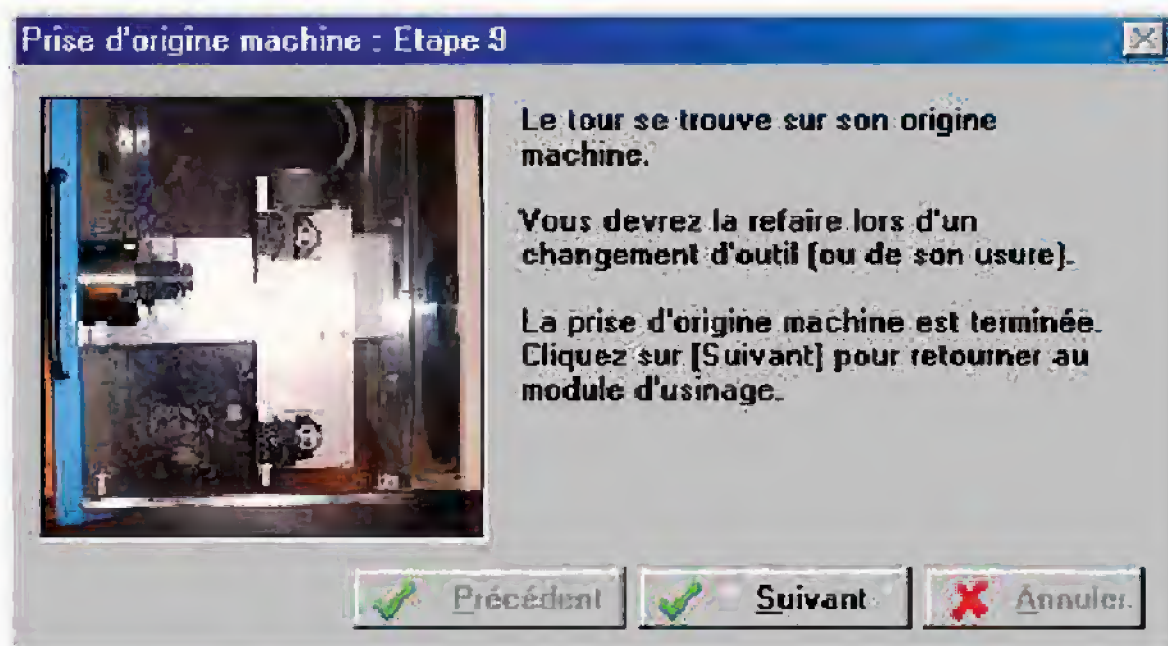 Prise d'origine machine : Etape 9
Le tour se trouve sur son origine
machine.
Vous devrez la refaire lors d'un
changement d'outil (ou de son usure).
La prise d'origine machine est terminée.
Cliquez sur [Suivant] pour retourner au
module d'usinage.
Précédent
Suivant
Annuler